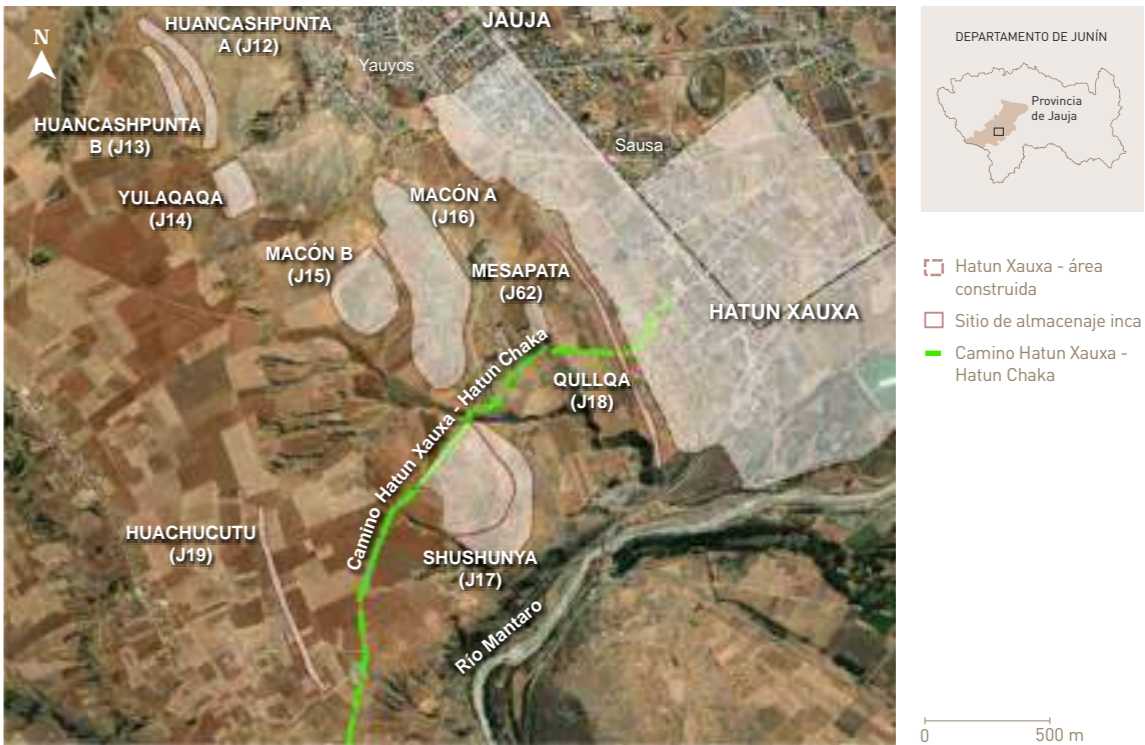 N
HUANCASHPUNTA
A (J12)
JAUJA
Yauyos
HUANCASHPUNTA
B (J13)
Sausa
YULAQAQA
(J14)
MACÓN A
(J16)
MACÓN B
(J15)
MESAPATA
(J62)
HATUN XAUXA
QULLQA
(J18)
Camino Hatun Xauxa - Hatun Chaka
HUACHUCUTU
(J19)
SHUSHUNYA
(J17)
Río Mantaro
DEPARTAMENTO DE JUNÍN
Provincia
de Jauja
Hatun Xauxa - área
construida
Sitio de almacenaje inca
Camino Hatun Xauxa -
Hatun Chaka
0 500 m